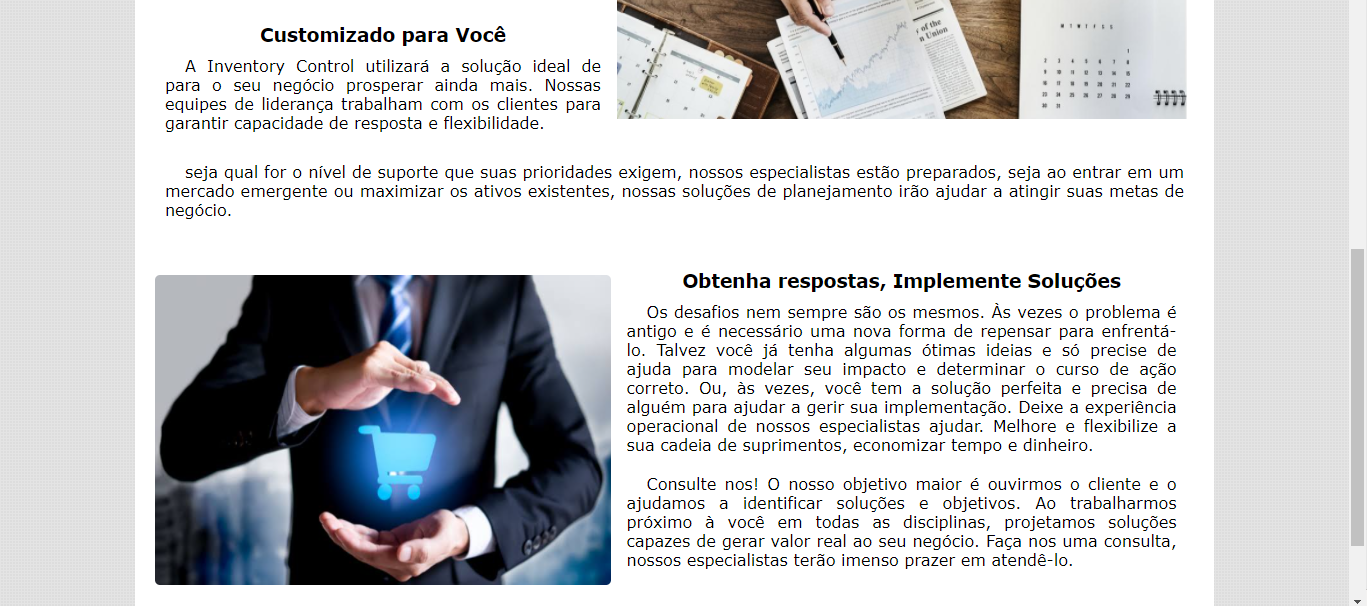 Customizado para Você
A Inventory Control utilizará a solução ideal de
para o seu negócio prosperar ainda mais. Nossas
equipes de liderança trabalham com os clientes para
garantir capacidade de resposta e flexibilidade.
seja qual for o nível de suporte que suas prioridades exigem, nossos especialistas estão preparados, seja ao entrar em um
mercado emergente ou maximizar os ativos existentes, nossas soluções de planejamento irão ajudar a atingir suas metas de
negócio.
Obtenha respostas, Implemente Soluções
Os desafios nem sempre são os mesmos. Às vezes o problema é
antigo e é necessário uma nova forma de repensar para enfrentá-
lo. Talvez você já tenha algumas ótimas ideias e só precise de
ajuda para modelar seu impacto e determinar o curso de ação
correto. Ou, às vezes, você tem a solução perfeita e precisa de
alguém para ajudar a gerir sua implementação. Deixe a experiência
operacional de nossos especialistas ajudar. Melhore e flexibilize a
sua cadeia de suprimentos, economizar tempo e dinheiro.
Consulte nos! O nosso objetivo maior é ouvirmos o cliente e o
ajudamos a identificar soluções e objetivos. Ao trabalharmos
próximo à você em todas as disciplinas, projetamos soluções
capazes de gerar valor real ao seu negócio. Faça nos uma consulta,
nossos especialistas terão imenso prazer em atendê-lo.